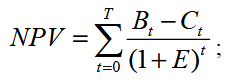 NPV = \sum_{t=0}^{T} \frac{B_t - C_t}{(1 + E)^t} ;